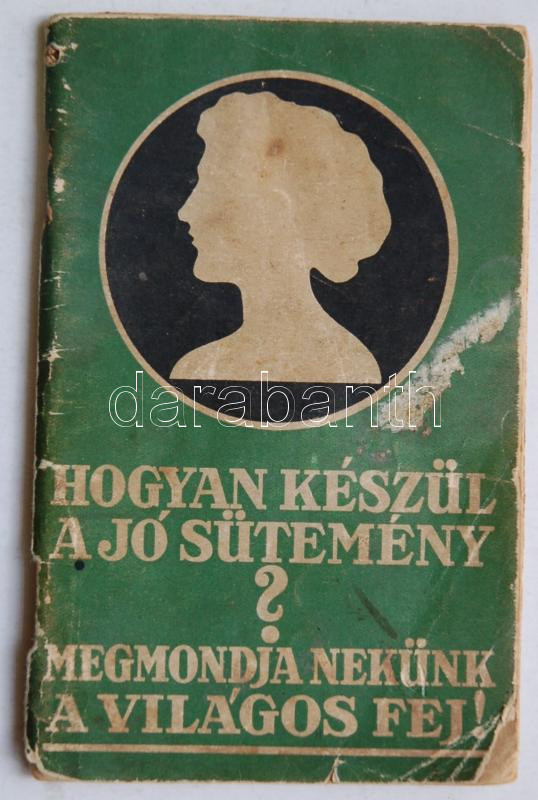 darabanth
HOGYAN KÉSZÜL
A JÓ SÜTEMÉNY
?
MEGMONDJA NEKÜNK
A VILÁGOS FEJ!